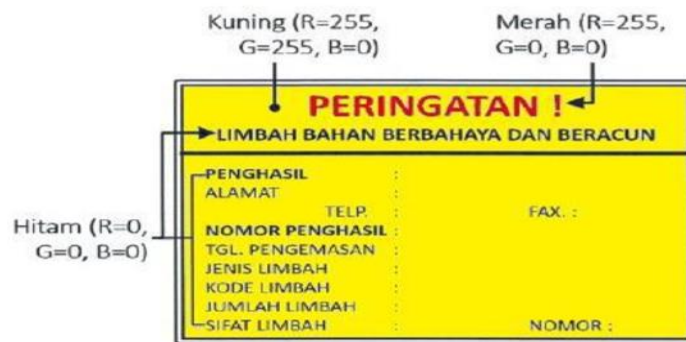 Kuning (R=255,
G=255, B=0)
Merah (R=255,
G=0, B=0)
PERINGATAN !
LIMBAH BAHAN BERBAHAYA DAN BERACUN
Hitam (R=0,
G=0, B=0)
PENGHASIL :
ALAMAT :
TELP. : FAX. :
NOMOR PENGHASIL :
TGL. PENGEMASAN :
JENIS LIMBAH :
KODE LIMBAH :
JUMLAH LIMBAH :
SIFAT LIMBAH : NOMOR :